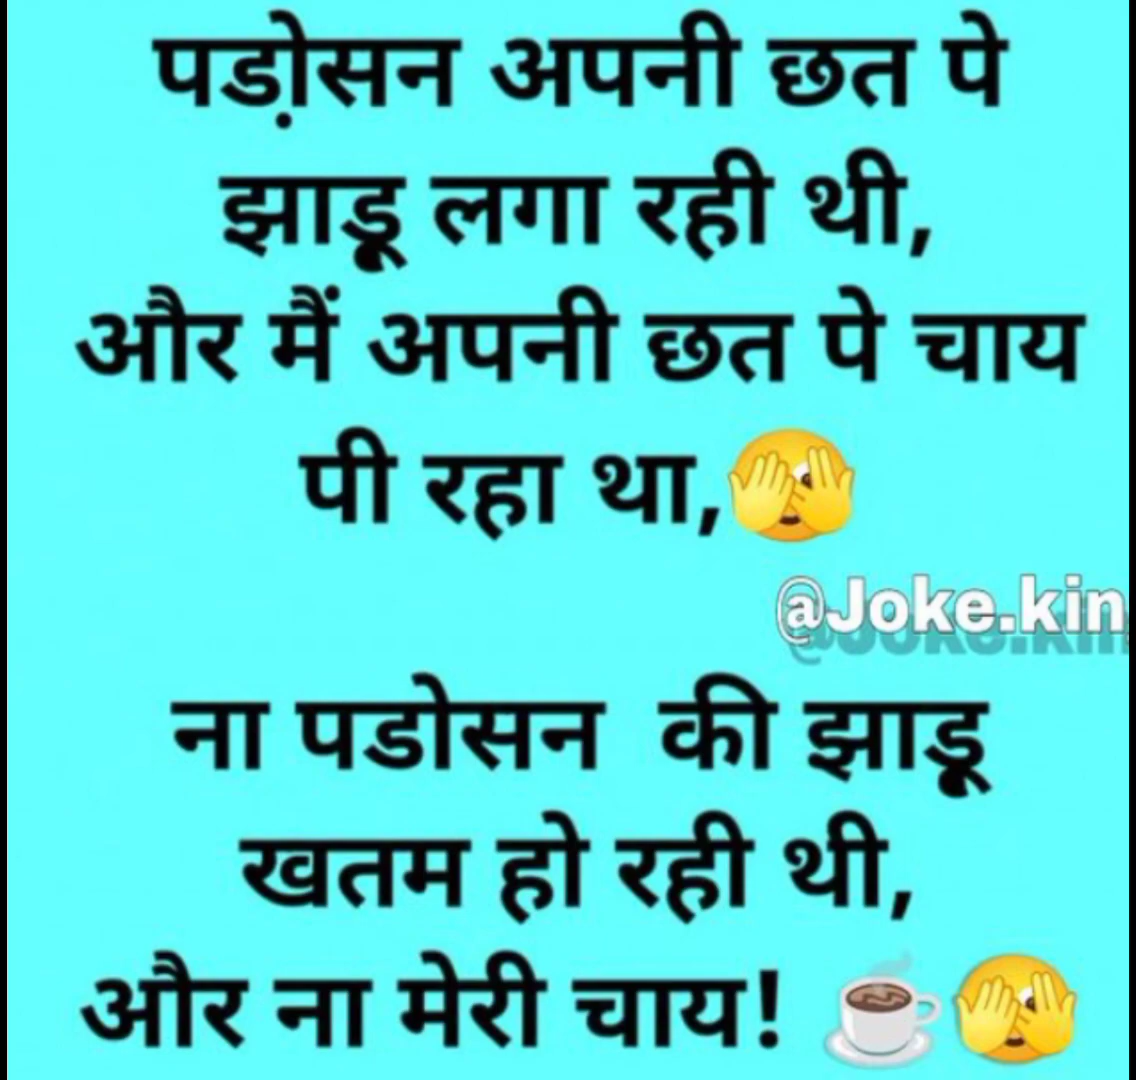 पडो़सन अपनी छत पे
झाडू लगा रही थी,
और मैं अपनी छत पे चाय
पी रहा था,🫣
@Joke.kin
ना पडोसन की झाडू
खतम हो रही थी,
और ना मेरी चाय! ☕🫣